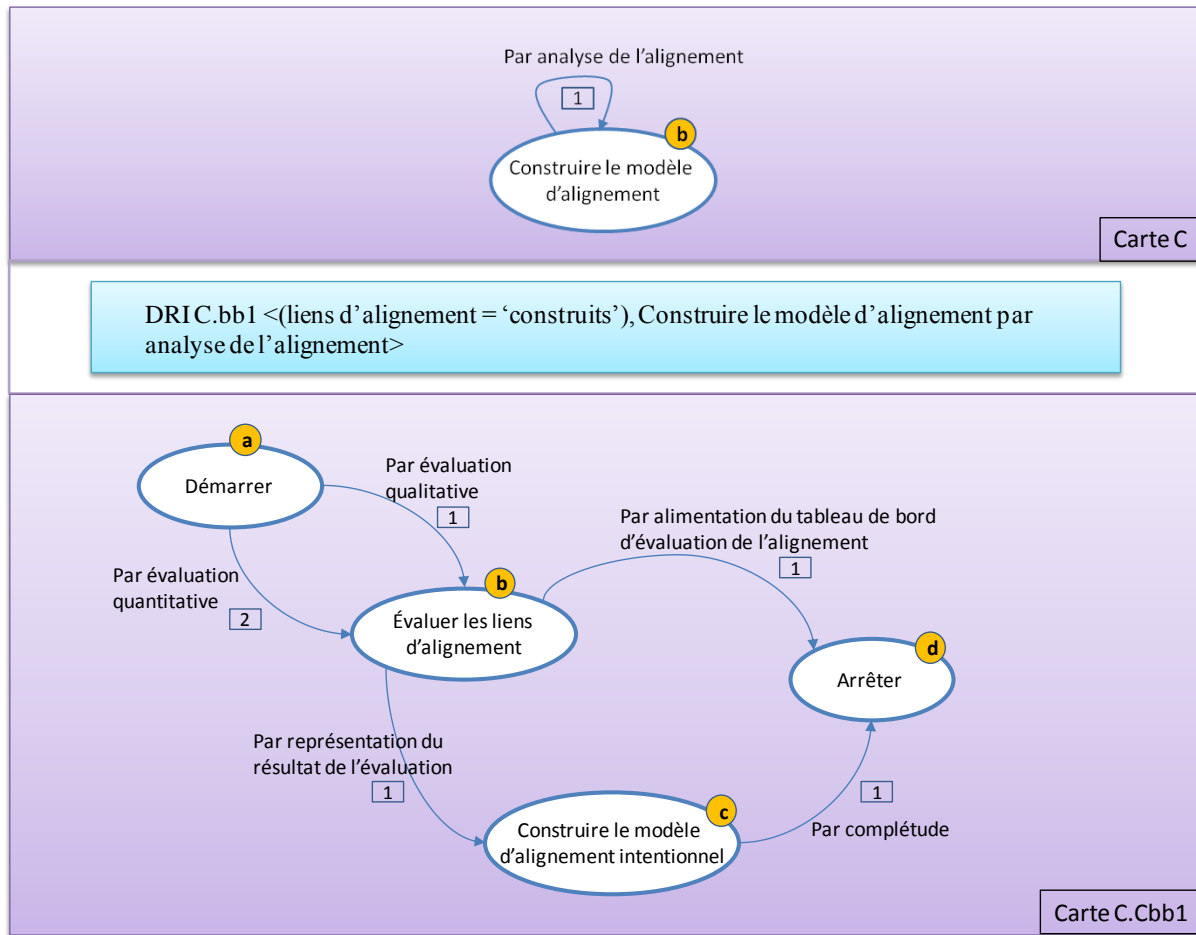 Par analyse de l'alignement
1
b
Construire le modèle
d'alignement
Carte C
DRI C.bb1 <(liens d'alignement = 'construits'), Construire le modèle d'alignement par
analyse de l'alignement>
a
Démarrer
Par évaluation
qualitative
1
Par évaluation
quantitative
2
b
Évaluer les liens
d'alignement
Par alimentation du tableau de bord
d'évaluation de l'alignement
1
d
Arrêter
Par représentation du
résultat de l'évaluation
1
c
Construire le modèle
d'alignement intentionnel
1
Par complétude
Carte C.Cbb1